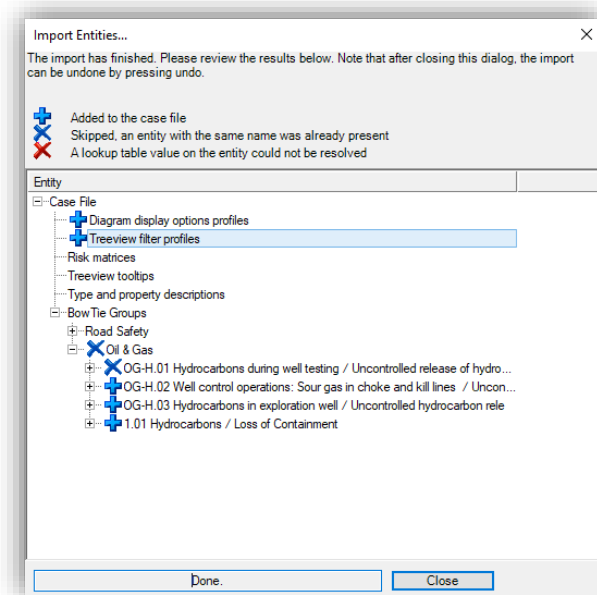 Import Entities...
The import has finished. Please review the results below. Note that after closing this dialog, the import
can be undone by pressing undo.
Added to the case file
Skipped, an entity with the same name was already present
A lookup table value on the entity could not be resolved
Entity
Case File
Diagram display options profiles
Treeview filter profiles
Risk matrices
Treeview tooltips
Type and property descriptions
BowTie Groups
Road Safety
Oil & Gas
OG-H.01 Hydrocarbons during well testing / Uncontrolled release of hydro...
OG-H.02 Well control operations: Sour gas in choke and kill lines / Uncon...
OG-H.03 Hydrocarbons in exploration well / Uncontrolled hydrocarbon rele
1.01 Hydrocarbons / Loss of Containment
Done.
Close